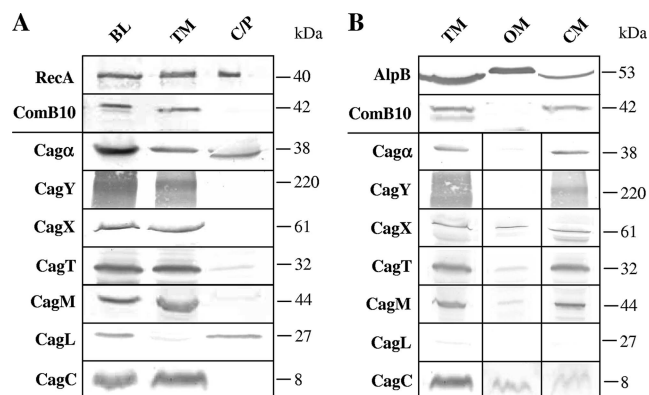 A BL TM C/P kDa
RecA 40
ComB10 42
Cagα 38
CagY 220
CagX 61
CagT 32
CagM 44
CagL 27
CagC 8
B TM OM CM kDa
AlpB 53
ComB10 42
Cagα 38
CagY 220
CagX 61
CagT 32
CagM 44
CagL 27
CagC 8